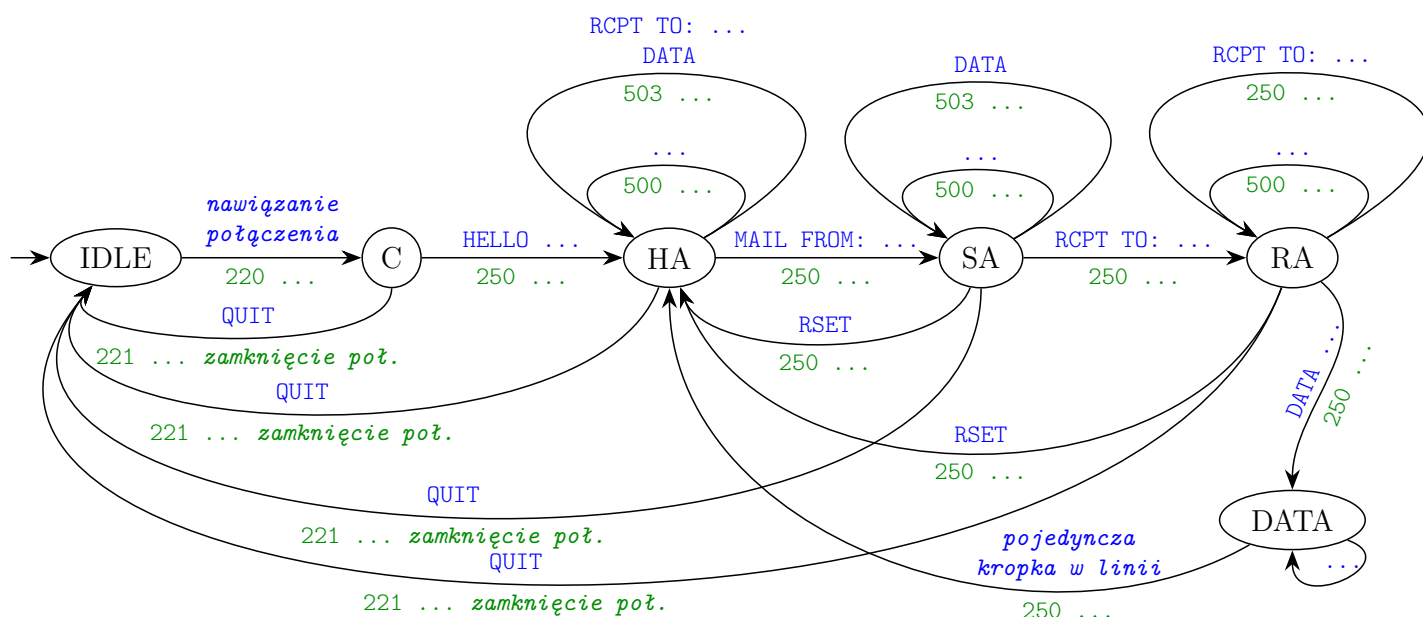 RCPT TO: ...
DATA
503 ...
...
500 ...
DATA
503 ...
...
500 ...
RCPT TO: ...
250 ...
...
500 ...
IDLE
nawiązanie
połączenia
220 ...
C
HELLO ...
250 ...
HA
MAIL FROM: ...
250 ...
SA
RCPT TO: ...
250 ...
RA
QUIT
221 ... zamknięcie poł.
QUIT
221 ... zamknięcie poł.
RSET
250 ...
DATA ...
250 ...
RSET
250 ...
QUIT
221 ... zamknięcie poł.
QUIT
221 ... zamknięcie poł.
DATA
...
pojedyncza
kropka w linii
250 ...